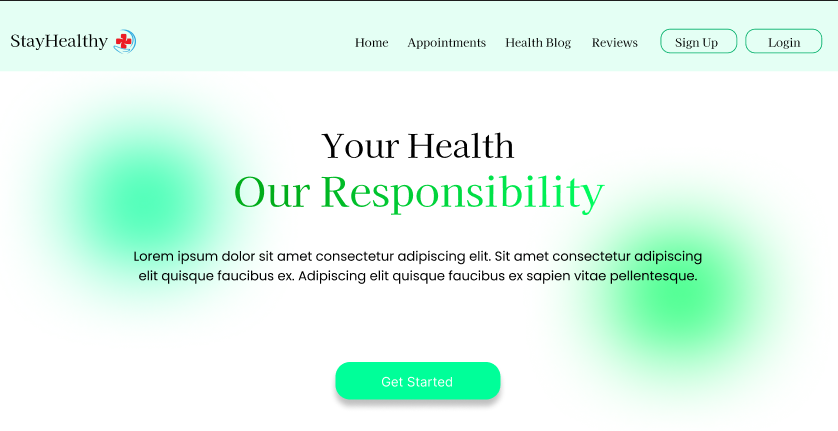 StayHealthy
Home Appointments Health Blog Reviews Sign Up Login
Your Health
Our Responsibility
Lorem ipsum dolor sit amet consectetur adipiscing elit. Sit amet consectetur adipiscing
elit quisque faucibus ex. Adipiscing elit quisque faucibus ex sapien vitae pellentesque.
Get Started